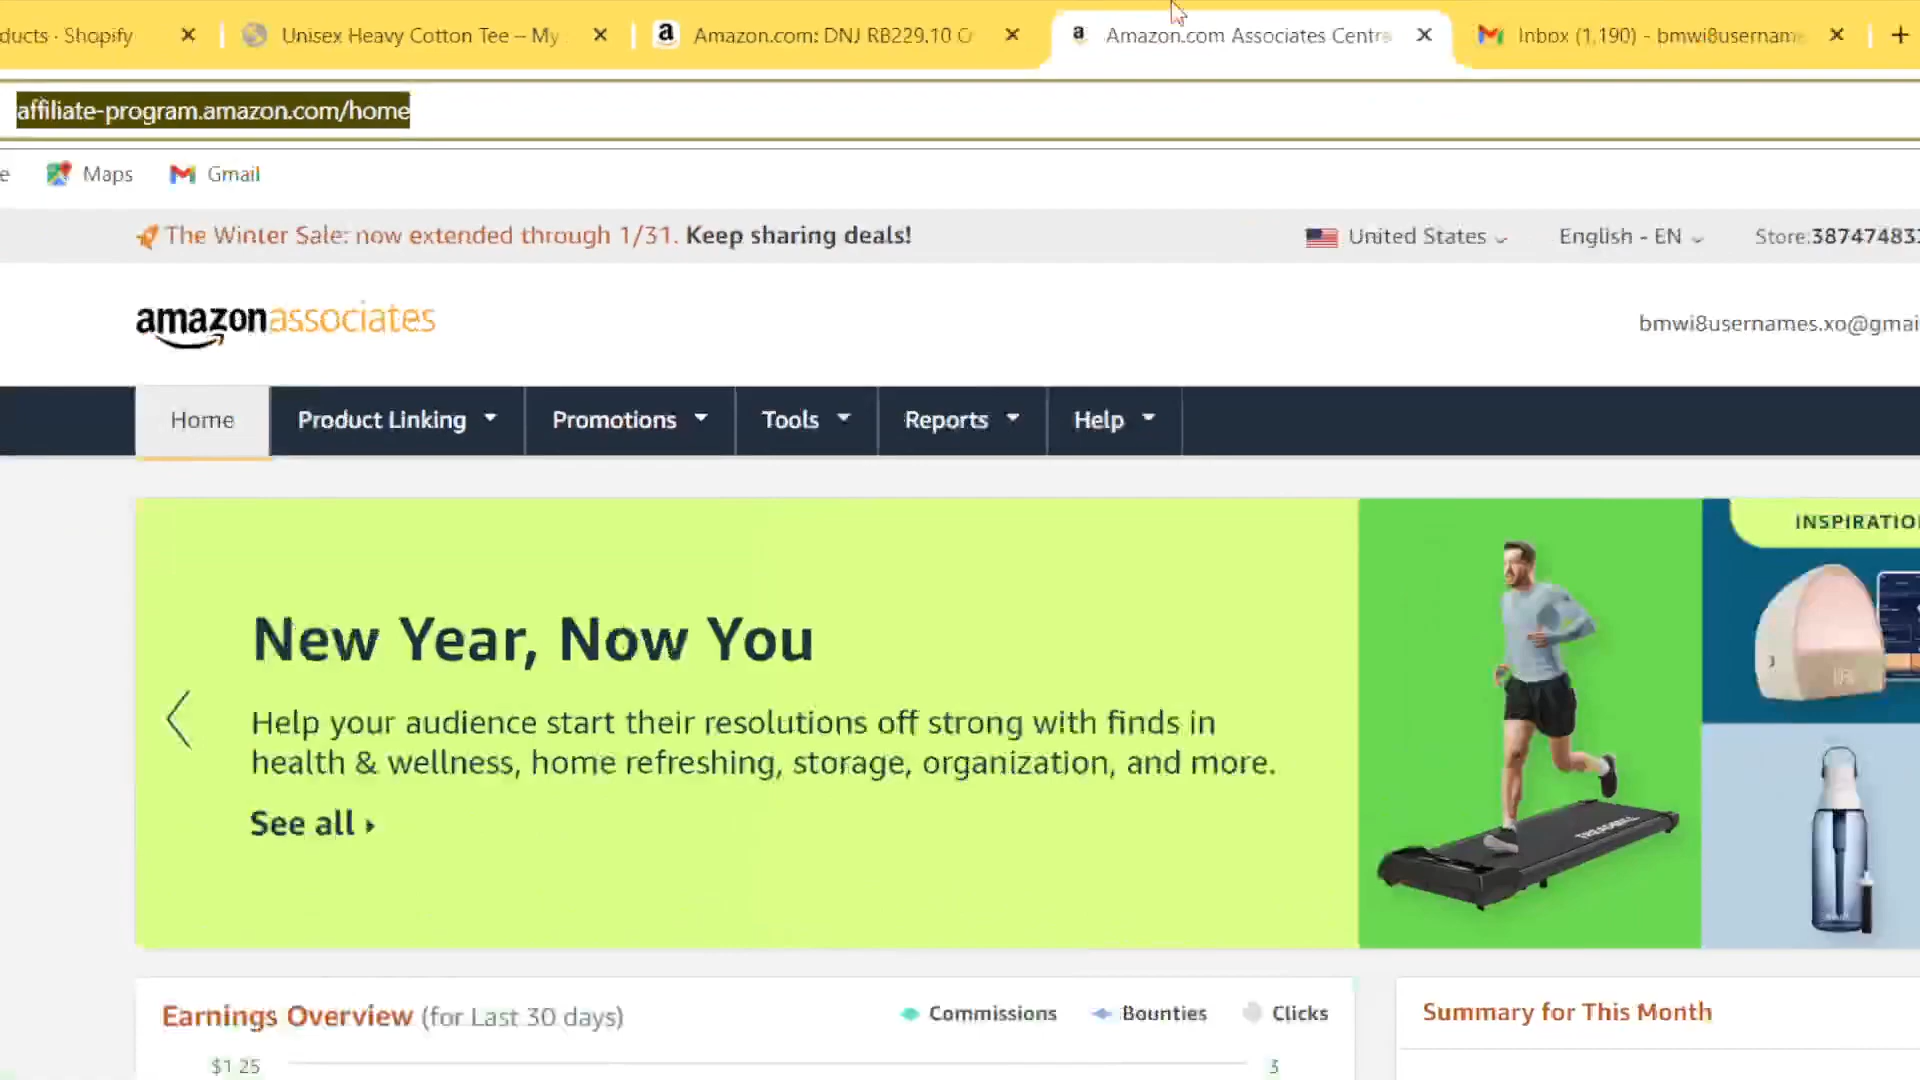 ducts · Shopify
Unisex Heavy Cotton Tee – My
Amazon.com: DNJ RB229.10 
Amazon.com Associates Centr
Inbox (1,190) - bmwi8usernam
affiliate-program.amazon.com/home
e
Maps
Gmail
The Winter Sale: now extended through 1/31. Keep sharing deals!
United States
English - EN
Store:38747483
amazonassociates
bmwi8usernames.xo@gmai
Home
Product Linking
Promotions
Tools
Reports
Help
INSPIRATIO
New Year, Now You
Help your audience start their resolutions off strong with finds in
health & wellness, home refreshing, storage, organization, and more.
See all
TREADMILL
Earnings Overview (for Last 30 days)
Commissions
Bounties
Clicks
Summary for This Month
$1.25
3